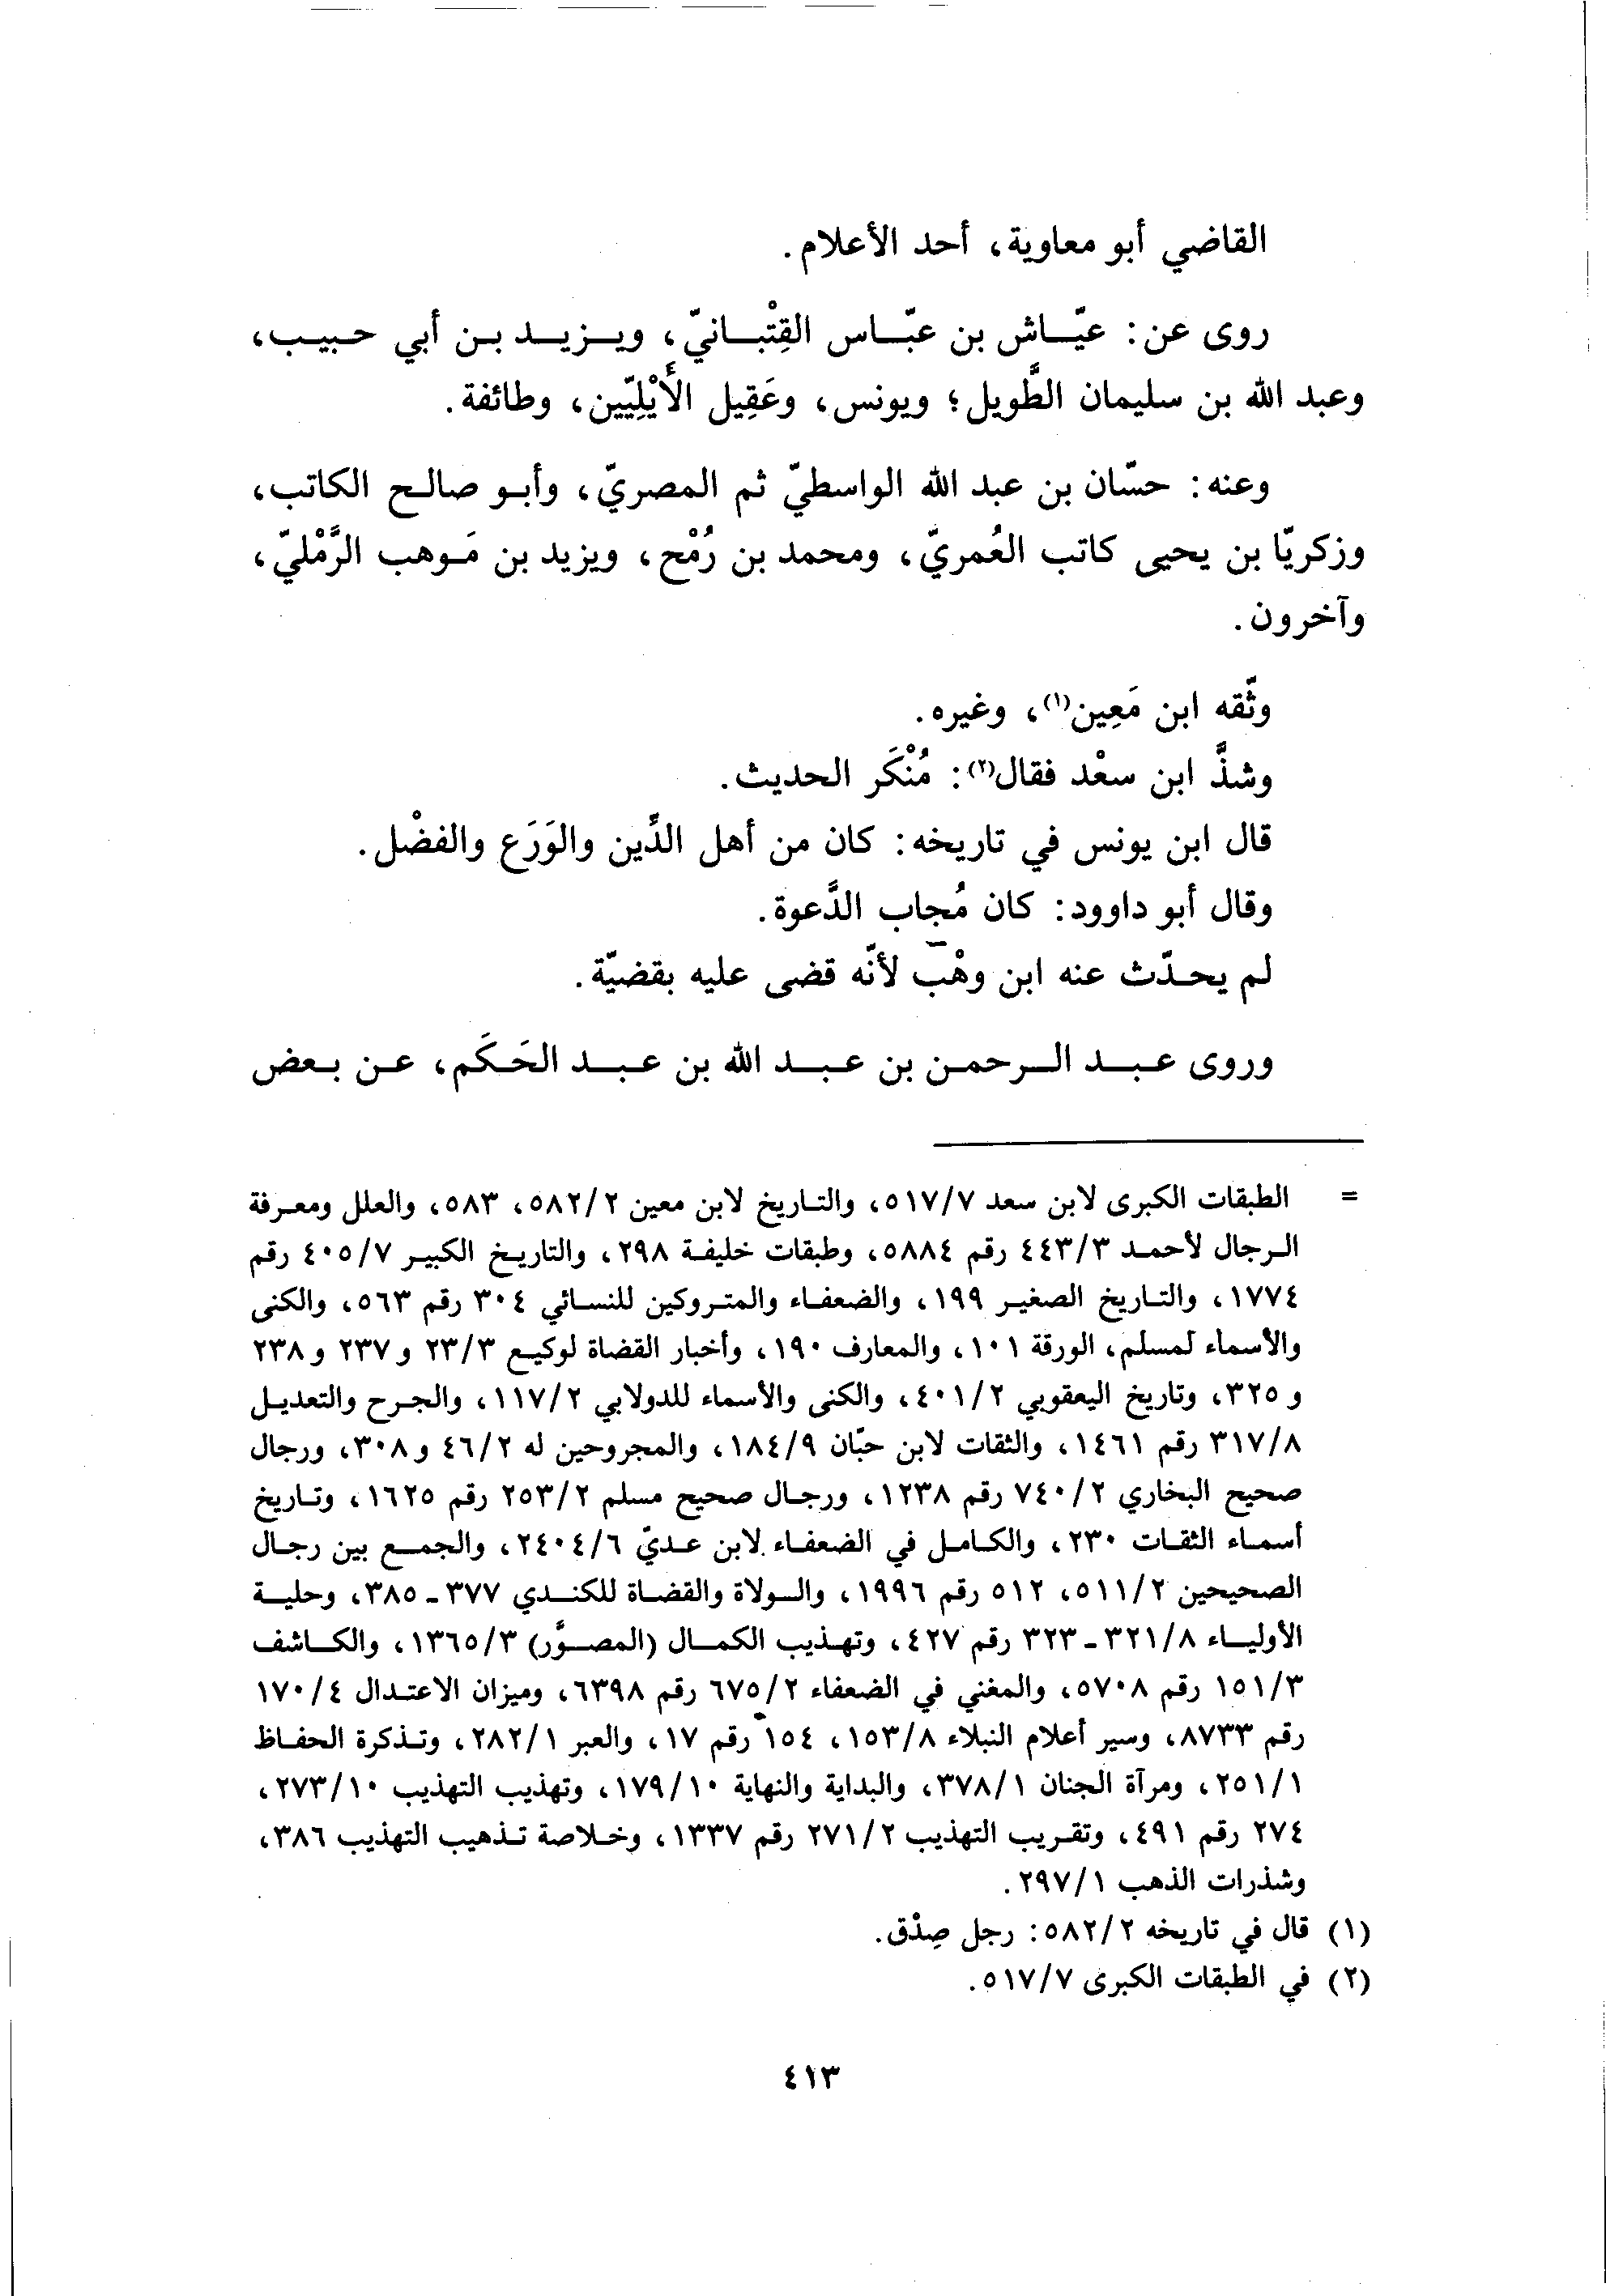 القاضي أبو معاوية، أحد الأعلام.
روى عن: عيّاش بن عبّاس القِتْبانيّ، ويزيد بن أبي حبيب،
وعبد الله بن سليمان الطَّويل؛ ويونس، وعَقِيل الأَيْلِيّين، وطائفة.
وعنه: حسّان بن عبد الله الواسطيّ ثم المصريّ، وأبو صالح الكاتب،
وزكريّا بن يحيى كاتب العُمريّ، ومحمد بن رُمْح، ويزيد بن مَوهب الرَّمْليّ،
وآخرون.
وثّقه ابن مَعِين(١)، وغيره.
وشذَّ ابن سعْد فقال(٢): مُنْكَر الحديث.
قال ابن يونس في تاريخه: كان من أهل الدِّين والوَرَع والفضْل.
وقال أبو داوود: كان مُجاب الدَّعوة.
لم يحدّث عنه ابن وهْب لأنّه قضى عليه بقضيّة.
وروى عبد الرحمن بن عبد الله بن عبد الحَكَم، عن بعض
= الطبقات الكبرى لابن سعد ٥١٧/٧، والتاريخ لابن معين ٥٨٢/٢، ٥٨٣، والعلل ومعرفة
الرجال لأحمد ٤٤٣/٣ رقم ٥٨٨٤، وطبقات خليفة ٢٩٨، والتاريخ الكبير ٤٠٥/٧ رقم
١٧٧٤، والتاريخ الصغير ١٩٩، والضعفاء والمتروكين للنسائي ٣٠٤ رقم ٥٦٣، والكنى
والأسماء لمسلم، الورقة ١٠١، والمعارف ١٩٠، وأخبار القضاة لوكيع ٢٣/٣ و٢٣٧ و٢٣٨
و٣٢٥، وتاريخ اليعقوبي ٤٠١/٢، والكنى والأسماء للدولابي ١١٧/٢، والجرح والتعديل
٣١٧/٨ رقم ١٤٦١، والثقات لابن حبّان ١٨٤/٩، والمجروحين له ٤٦/٢ و٣٠٨، ورجال
صحيح البخاري ٧٤٠/٢ رقم ١٢٣٨، ورجال صحيح مسلم ٢٥٣/٢ رقم ١٦٢٥، وتاريخ
أسماء الثقات ٢٣٠، والكامل في الضعفاء لابن عديّ ٢٤٠٤/٦، والجمع بين رجال
الصحيحين ٥١١/٢، ٥١٢ رقم ١٩٩٦، والولاة والقضاة للكندي ٣٧٧ - ٣٨٥، وحلية
الأولياء ٣٢١/٨ - ٣٢٣ رقم ٤٢٧، وتهذيب الكمال (المصوَّر) ١٣٦٥/٣، والكاشف
١٥١/٣ رقم ٥٧٠٨، والمغني في الضعفاء ٦٧٥/٢ رقم ٦٣٩٨، وميزان الاعتدال ١٧٠/٤
رقم ٨٧٣٣، وسير أعلام النبلاء ١٥٣/٨، ١٥٤ رقم ١٧، والعبر ٢٨٢/١، وتذكرة الحفاظ
٢٥١/١، ومرآة الجنان ٣٧٨/١، والبداية والنهاية ١٧٩/١٠، وتهذيب التهذيب ٢٧٣/١٠،
٢٧٤ رقم ٤٩١، وتقريب التهذيب ٢٧١/٢ رقم ١٣٣٧، وخلاصة تذهيب التهذيب ٣٨٦،
وشذرات الذهب ٢٩٧/١.
(١) قال في تاريخه ٥٨٢/٢: رجل صِدْق.
(٢) في الطبقات الكبرى ٥١٧/٧.
٤١٣